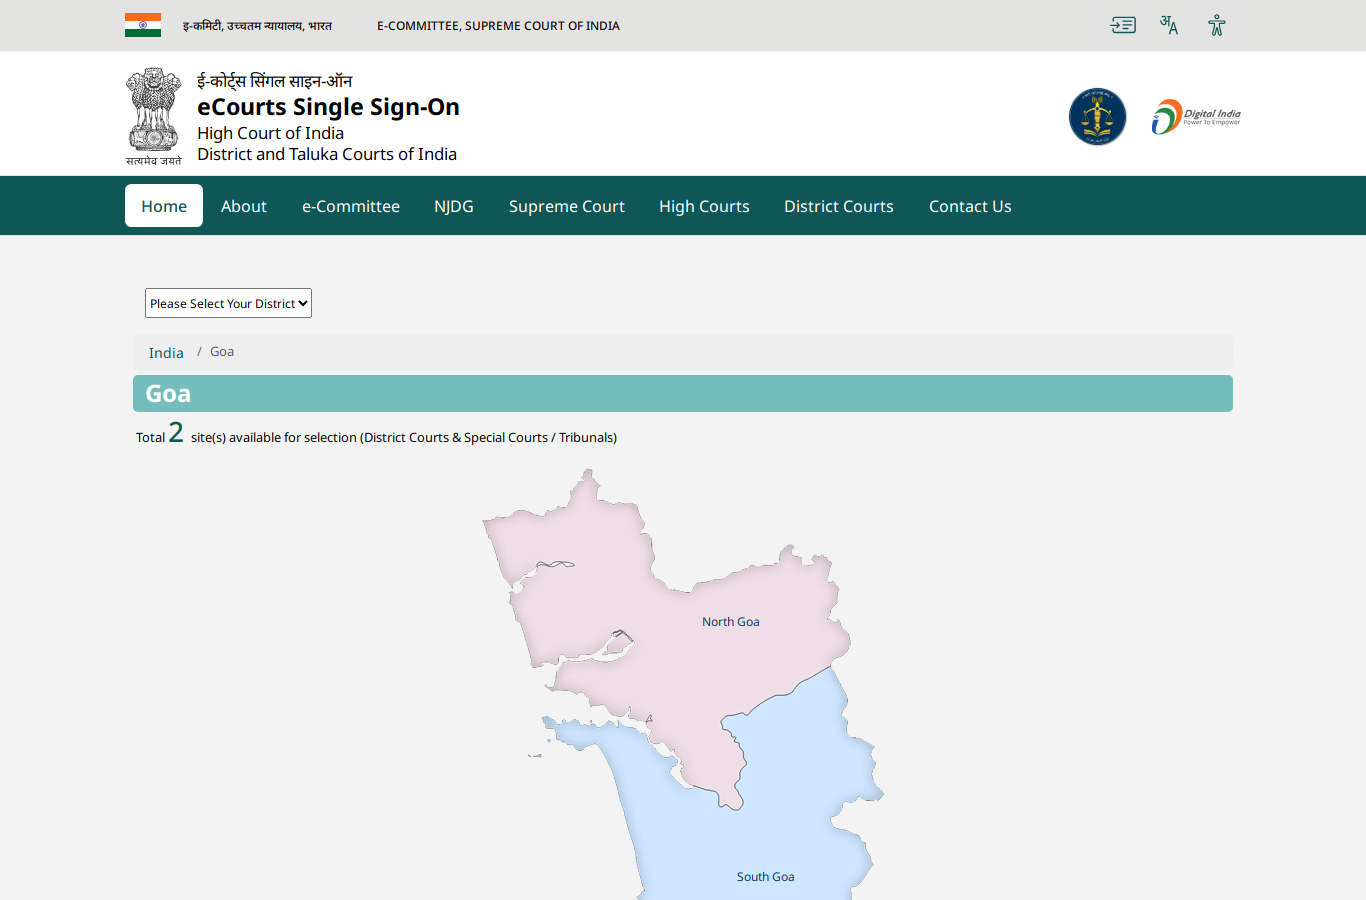 इ-कमिटी, उच्चतम न्यायालय, भारत
E-COMMITTEE, SUPREME COURT OF INDIA
अ
A
ई-कोर्ट्स सिंगल साइन-ऑन
eCourts Single Sign-On
High Court of India
District and Taluka Courts of India
सत्यमेव जयते
Digital India
Power To Empower
Home About e-Committee NJDG Supreme Court High Courts District Courts Contact Us
Please Select Your District
India / Goa
Goa
Total 2 site(s) available for selection (District Courts & Special Courts / Tribunals)
North Goa
South Goa